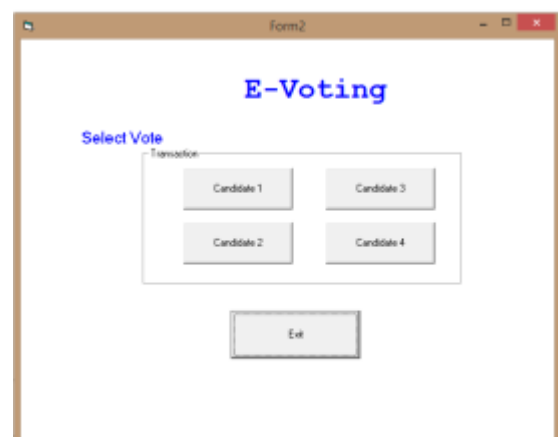 Form2
E-Voting
Select Vote
Transaction
Candidate 1 Candidate 3
Candidate 2 Candidate 4
Exit